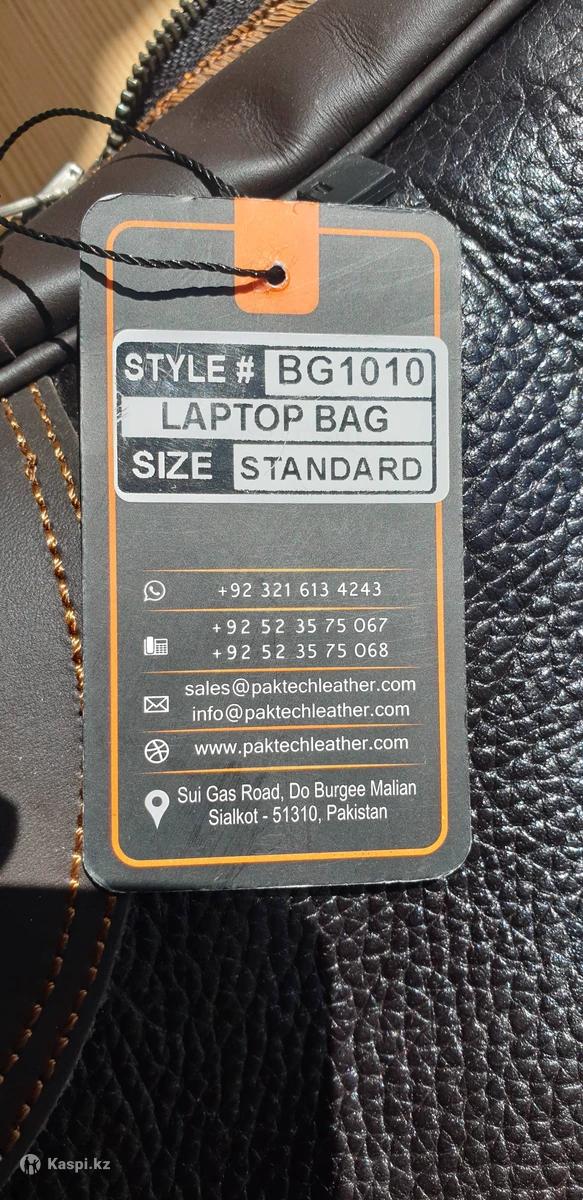 STYLE # BG1010
LAPTOP BAG
SIZE STANDARD
+92 321 613 4243
+92 52 35 75 067
+92 52 35 75 068
sales@paktechleather.com
info@paktechleather.com
www.paktechleather.com
Sui Gas Road, Do Burgee Malian
Sialkot - 51310, Pakistan
Kaspi.kz